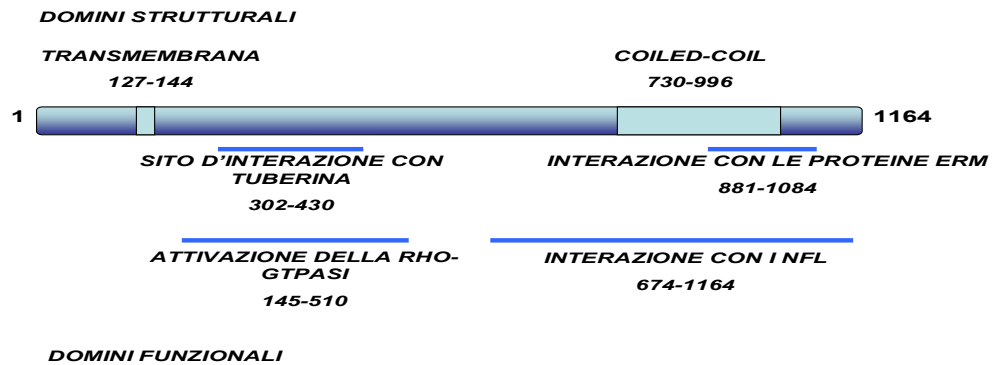 DOMINI STRUTTURALI
TRANSMEMBRANA
127-144
COILED-COIL
730-996
1
1164
SITO D'INTERAZIONE CON
TUBERINA
302-430
INTERAZIONE CON LE PROTEINE ERM
881-1084
ATTIVAZIONE DELLA RHO-
GTPASI
145-510
INTERAZIONE CON I NFL
674-1164
DOMINI FUNZIONALI